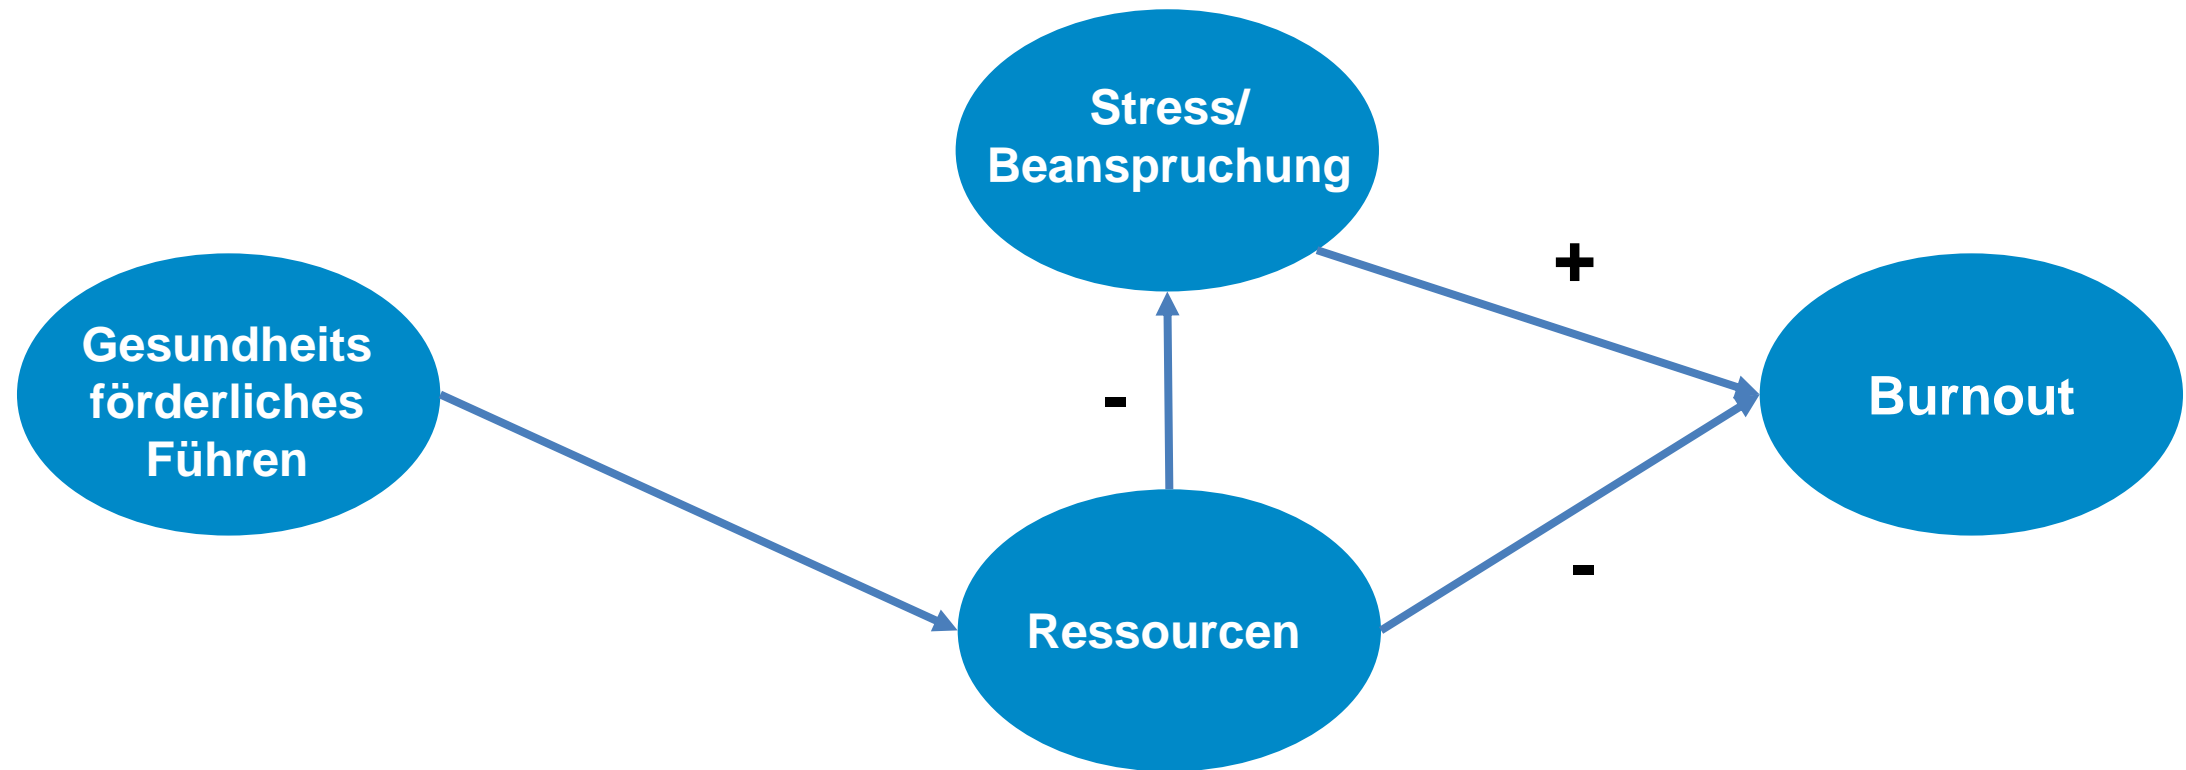 Stress/
Beanspruchung
+
Gesundheits
förderliches
Führen
-
Burnout
-
Ressourcen